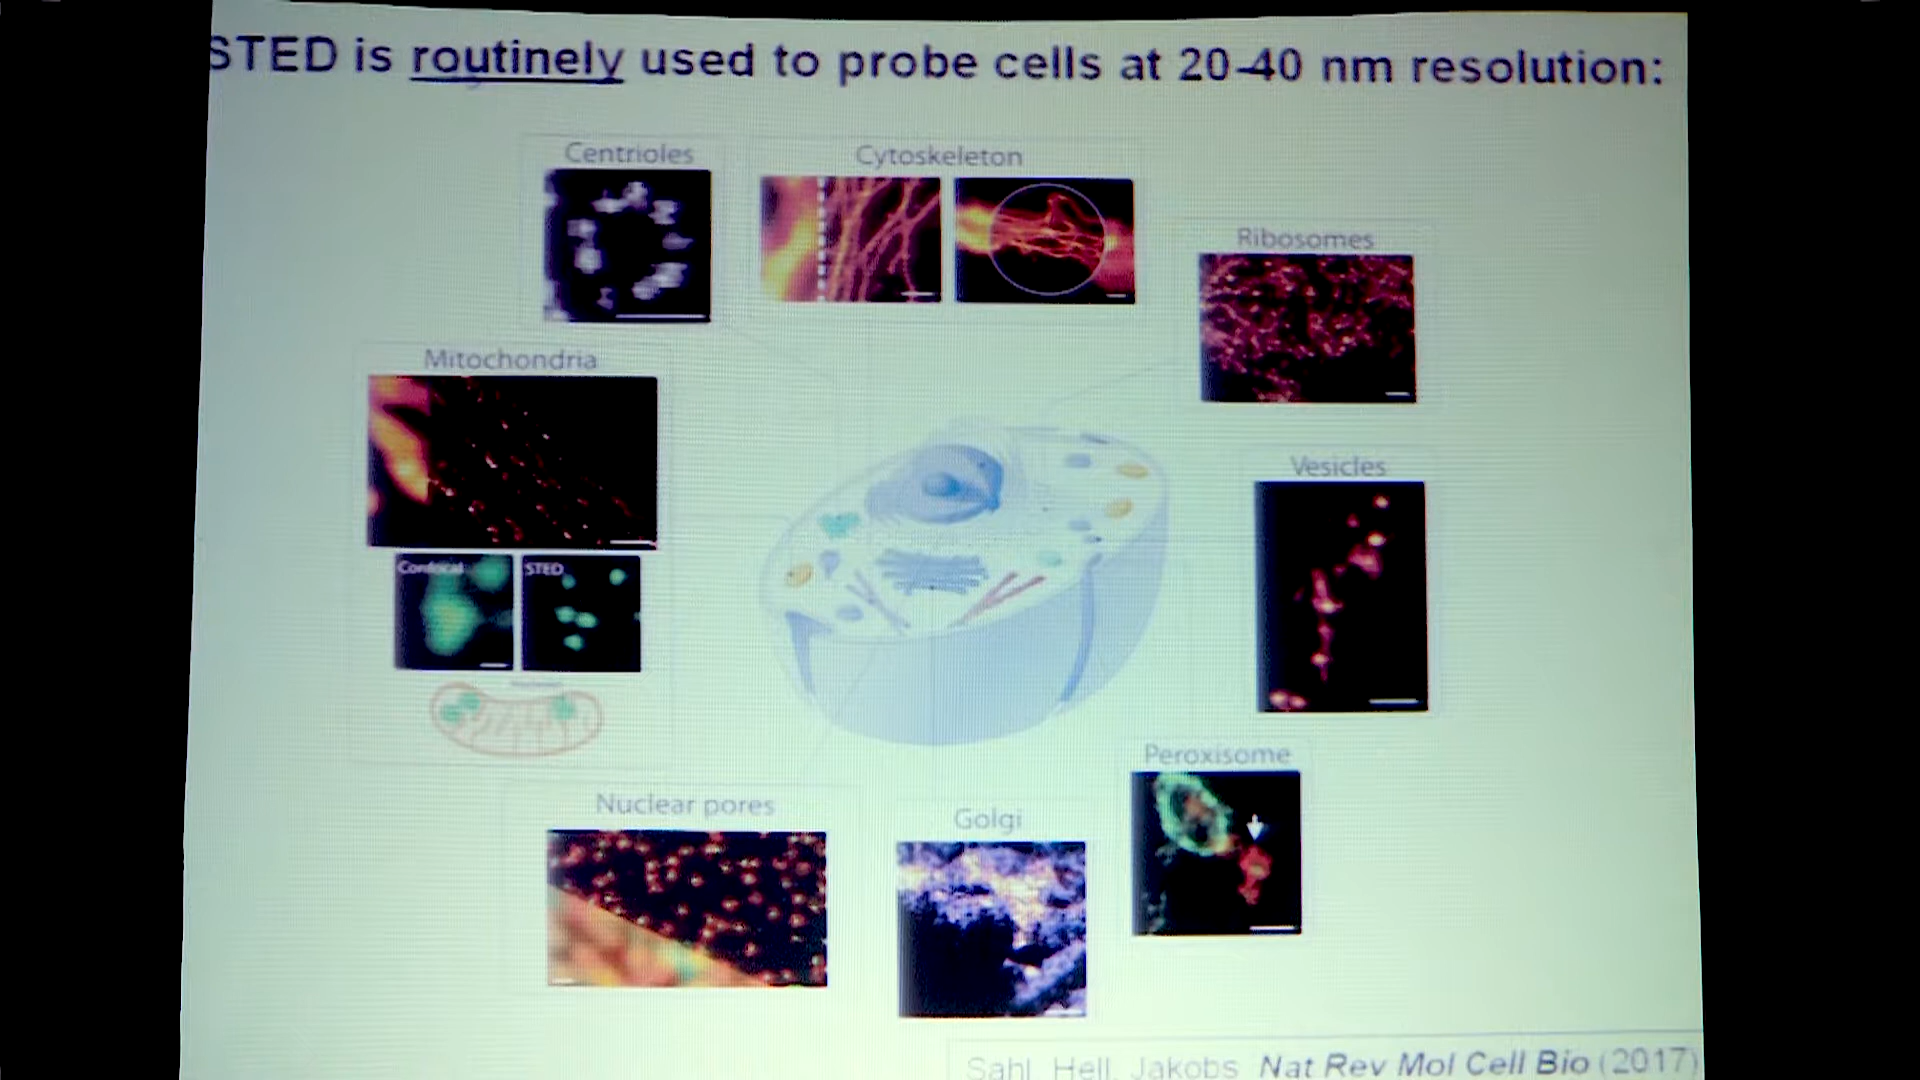 STED is routinely used to probe cells at 20-40 nm resolution:
Centrioles
Cytoskeleton
Ribosomes
Mitochondria
Vesicles
Confocal
STED
Peroxisome
Nuclear pores
Golgi
Sahl, Hell, Jakobs Nat Rev Mol Cell Bio (2017)